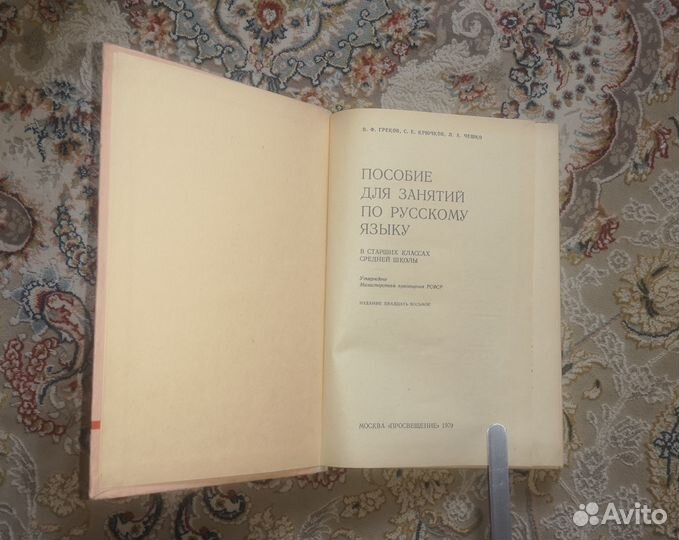 В. Ф. ГРЕКОВ, С. Е. КРЮЧКОВ, Л. А. ЧЕШКО
ПОСОБИЕ
ДЛЯ ЗАНЯТИЙ
ПО РУССКОМУ
ЯЗЫКУ
В СТАРШИХ КЛАССАХ
СРЕДНЕЙ ШКОЛЫ
Утверждено
Министерством просвещения РСФСР
ИЗДАНИЕ ДВАДЦАТЬ ВОСЬМОЕ
МОСКВА «ПРОСВЕЩЕНИЕ» 1979
Avito